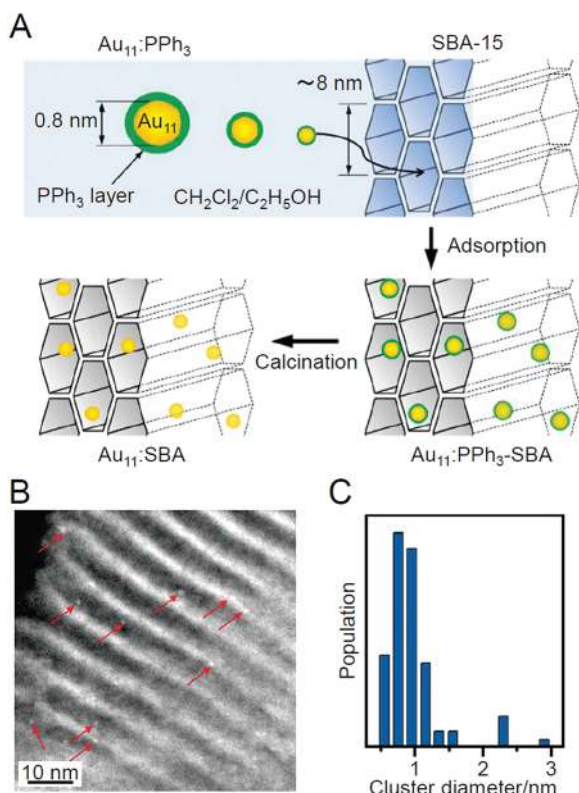 A
Au₁₁:PPh₃
SBA-15
~8 nm
0.8 nm
Au₁₁
PPh₃ layer
CH₂Cl₂/C₂H₅OH
Adsorption
Calcination
Au₁₁:SBA
Au₁₁:PPh₃-SBA
B
10 nm
C
Population
1 2 3
Cluster diameter/nm